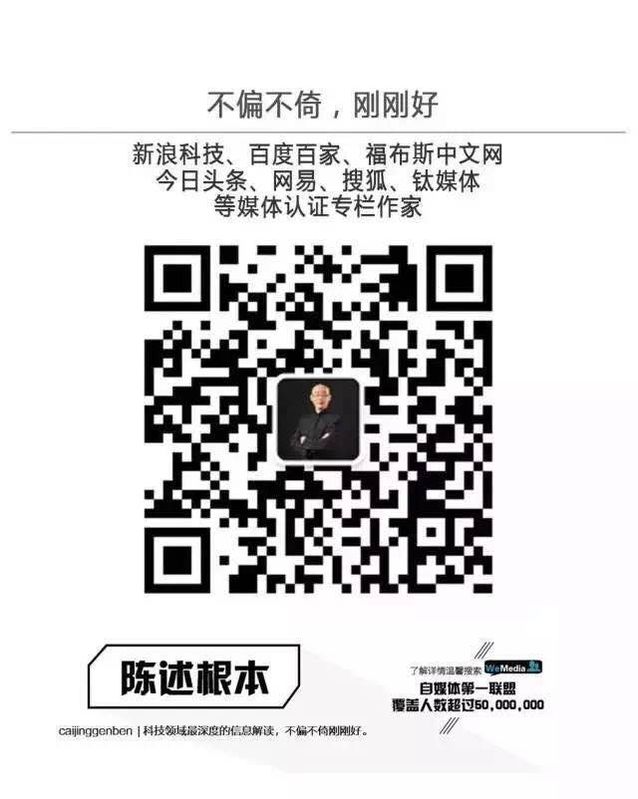 不偏不倚，刚刚好
新浪科技、百度百家、福布斯中文网
今日头条、网易、搜狐、钛媒体
等媒体认证专栏作家
陈述根本
caijinggenben | 科技领域最深度的信息解读，不偏不倚刚刚好。
了解详情温馨搜索 WeMedia
自媒体第一联盟
覆盖人数超过50,000,000